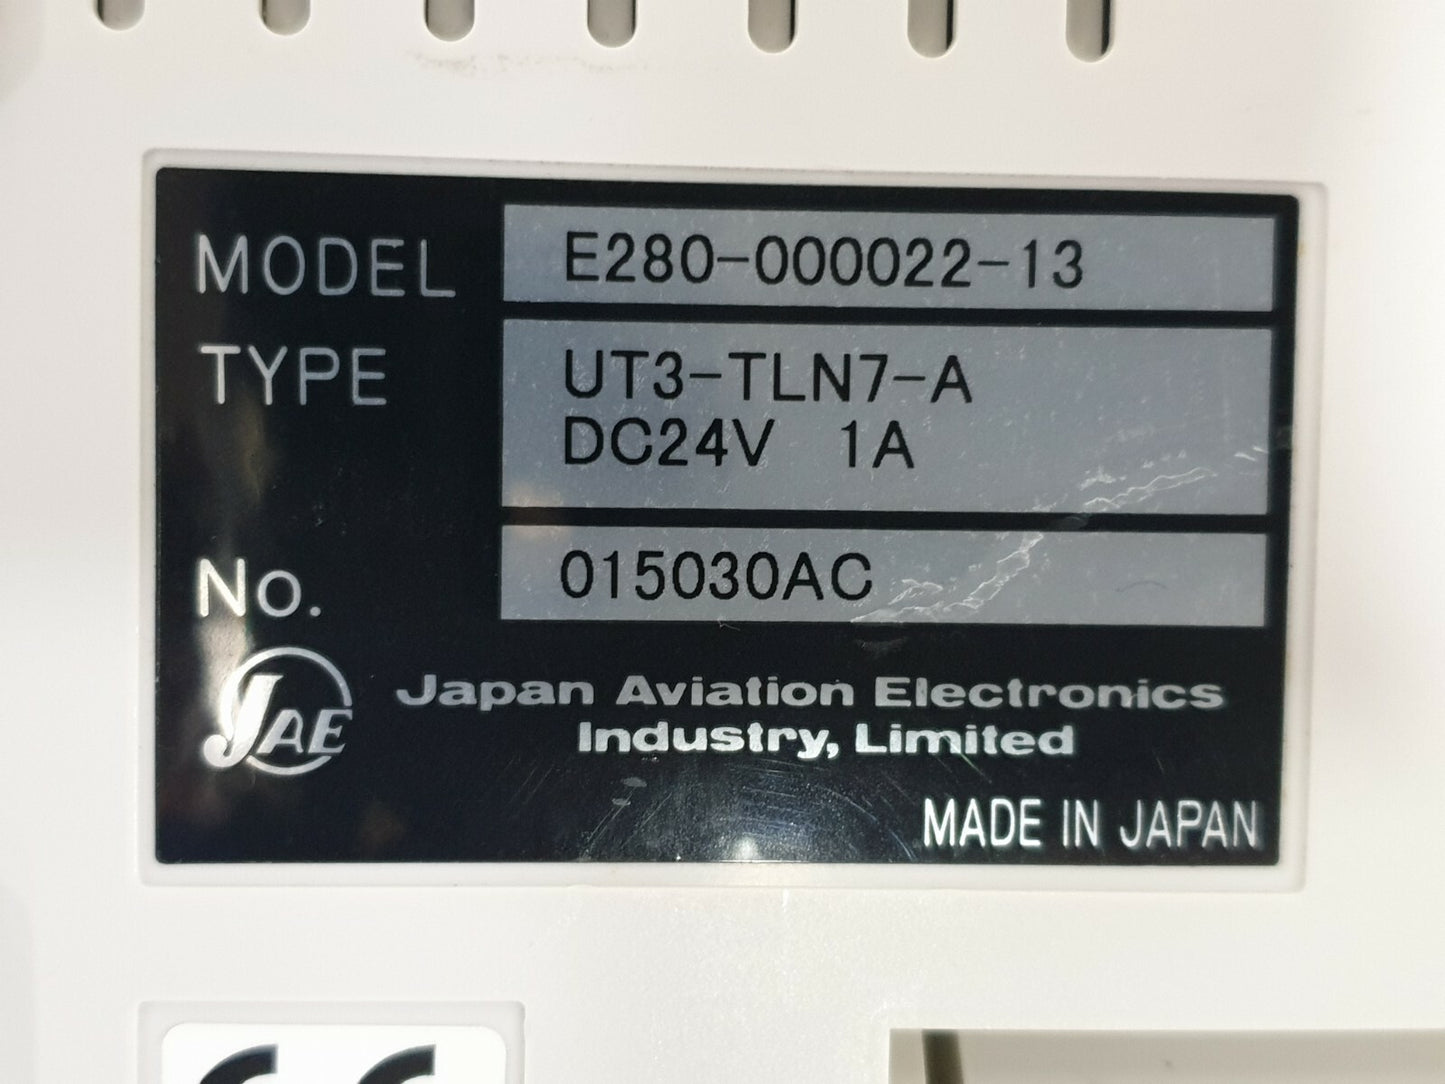 MODEL E280-000022-13
TYPE UT3-TLN7-A
DC24V 1A
No. 015030AC
JAE Japan Aviation Electronics
Industry, Limited
MADE IN JAPAN